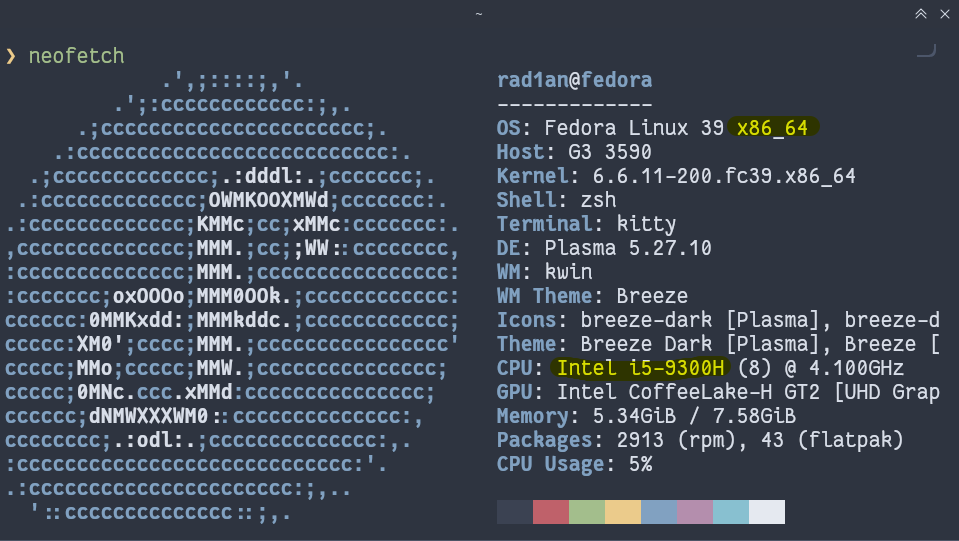 ~
❯ neofetch
             .',;::::;,'.
         .';:cccccccccccc:;,.
      .;cccccccccccccccccccccc;.
    .:cccccccccccccccccccccccccc:.
  .;ccccccccccccc;.:dddl:.;ccccccc;.
 .:ccccccccccccc;OWMKOOXMWd;ccccccc:.
.:ccccccccccccc;KMMc;cc;xMMc:ccccccc:.
,cccccccccccccc;MMM.;cc;;WW::cccccccc,
:cccccccccccccc;MMM.;cccccccccccccccc:
:ccccccc;oxOOOo;MMM0OOk.;cccccccccccc:
cccccc:0MMKxdd:;MMMkddc.;cccccccccccc;
ccccc:XM0';cccc;MMM.;cccccccccccccccc'
ccccc;MMo;ccccc;MMW.;ccccccccccccccc;
ccccc;0MNc.ccc.xMMd:ccccccccccccccc;
cccccc;dNMWXXXWM0::cccccccccccccc:,
cccccccc;.:odl:.;cccccccccccccc:,.
:cccccccccccccccccccccccccccc:'.
.:cccccccccccccccccccccc:;,..
  '::cccccccccccccc::;,.
rad1an@fedora
-------------
OS: Fedora Linux 39 x86_64
Host: G3 3590
Kernel: 6.6.11-200.fc39.x86_64
Shell: zsh
Terminal: kitty
DE: Plasma 5.27.10
WM: kwin
WM Theme: Breeze
Icons: breeze-dark [Plasma], breeze-d
Theme: Breeze Dark [Plasma], Breeze [
CPU: Intel i5-9300H (8) @ 4.100GHz
GPU: Intel CoffeeLake-H GT2 [UHD Grap
Memory: 5.34GiB / 7.58GiB
Packages: 2913 (rpm), 43 (flatpak)
CPU Usage: 5%